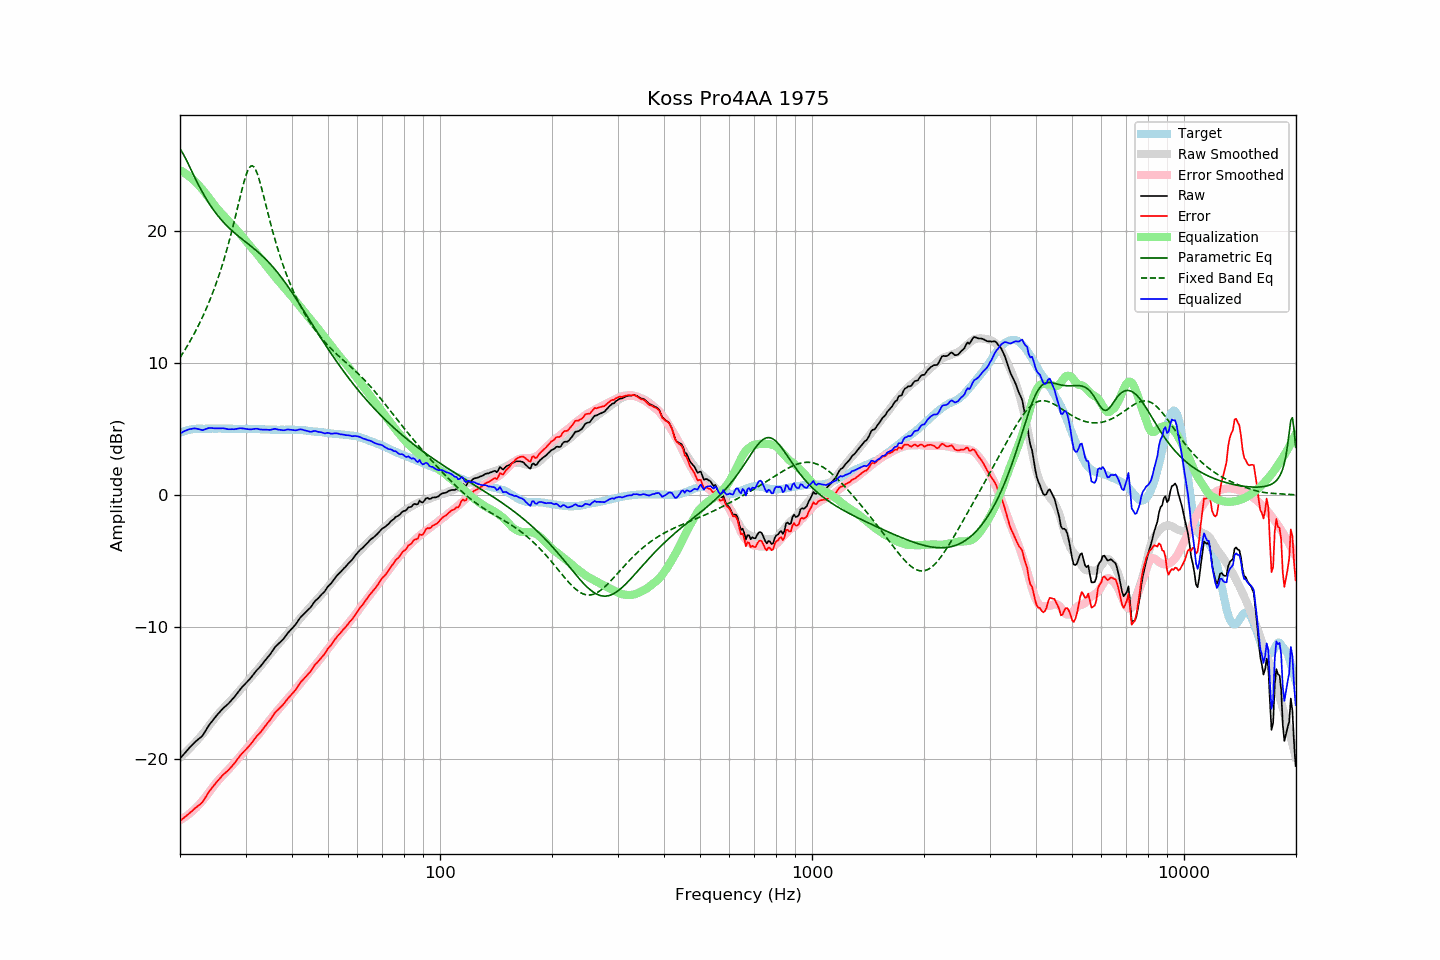 Koss Pro4AA 1975
Target
Raw Smoothed
Error Smoothed
Raw
Error
Equalization
Parametric Eq
Fixed Band Eq
Equalized
Amplitude (dBr)
20
10
0
−10
−20
100
1000
10000
Frequency (Hz)